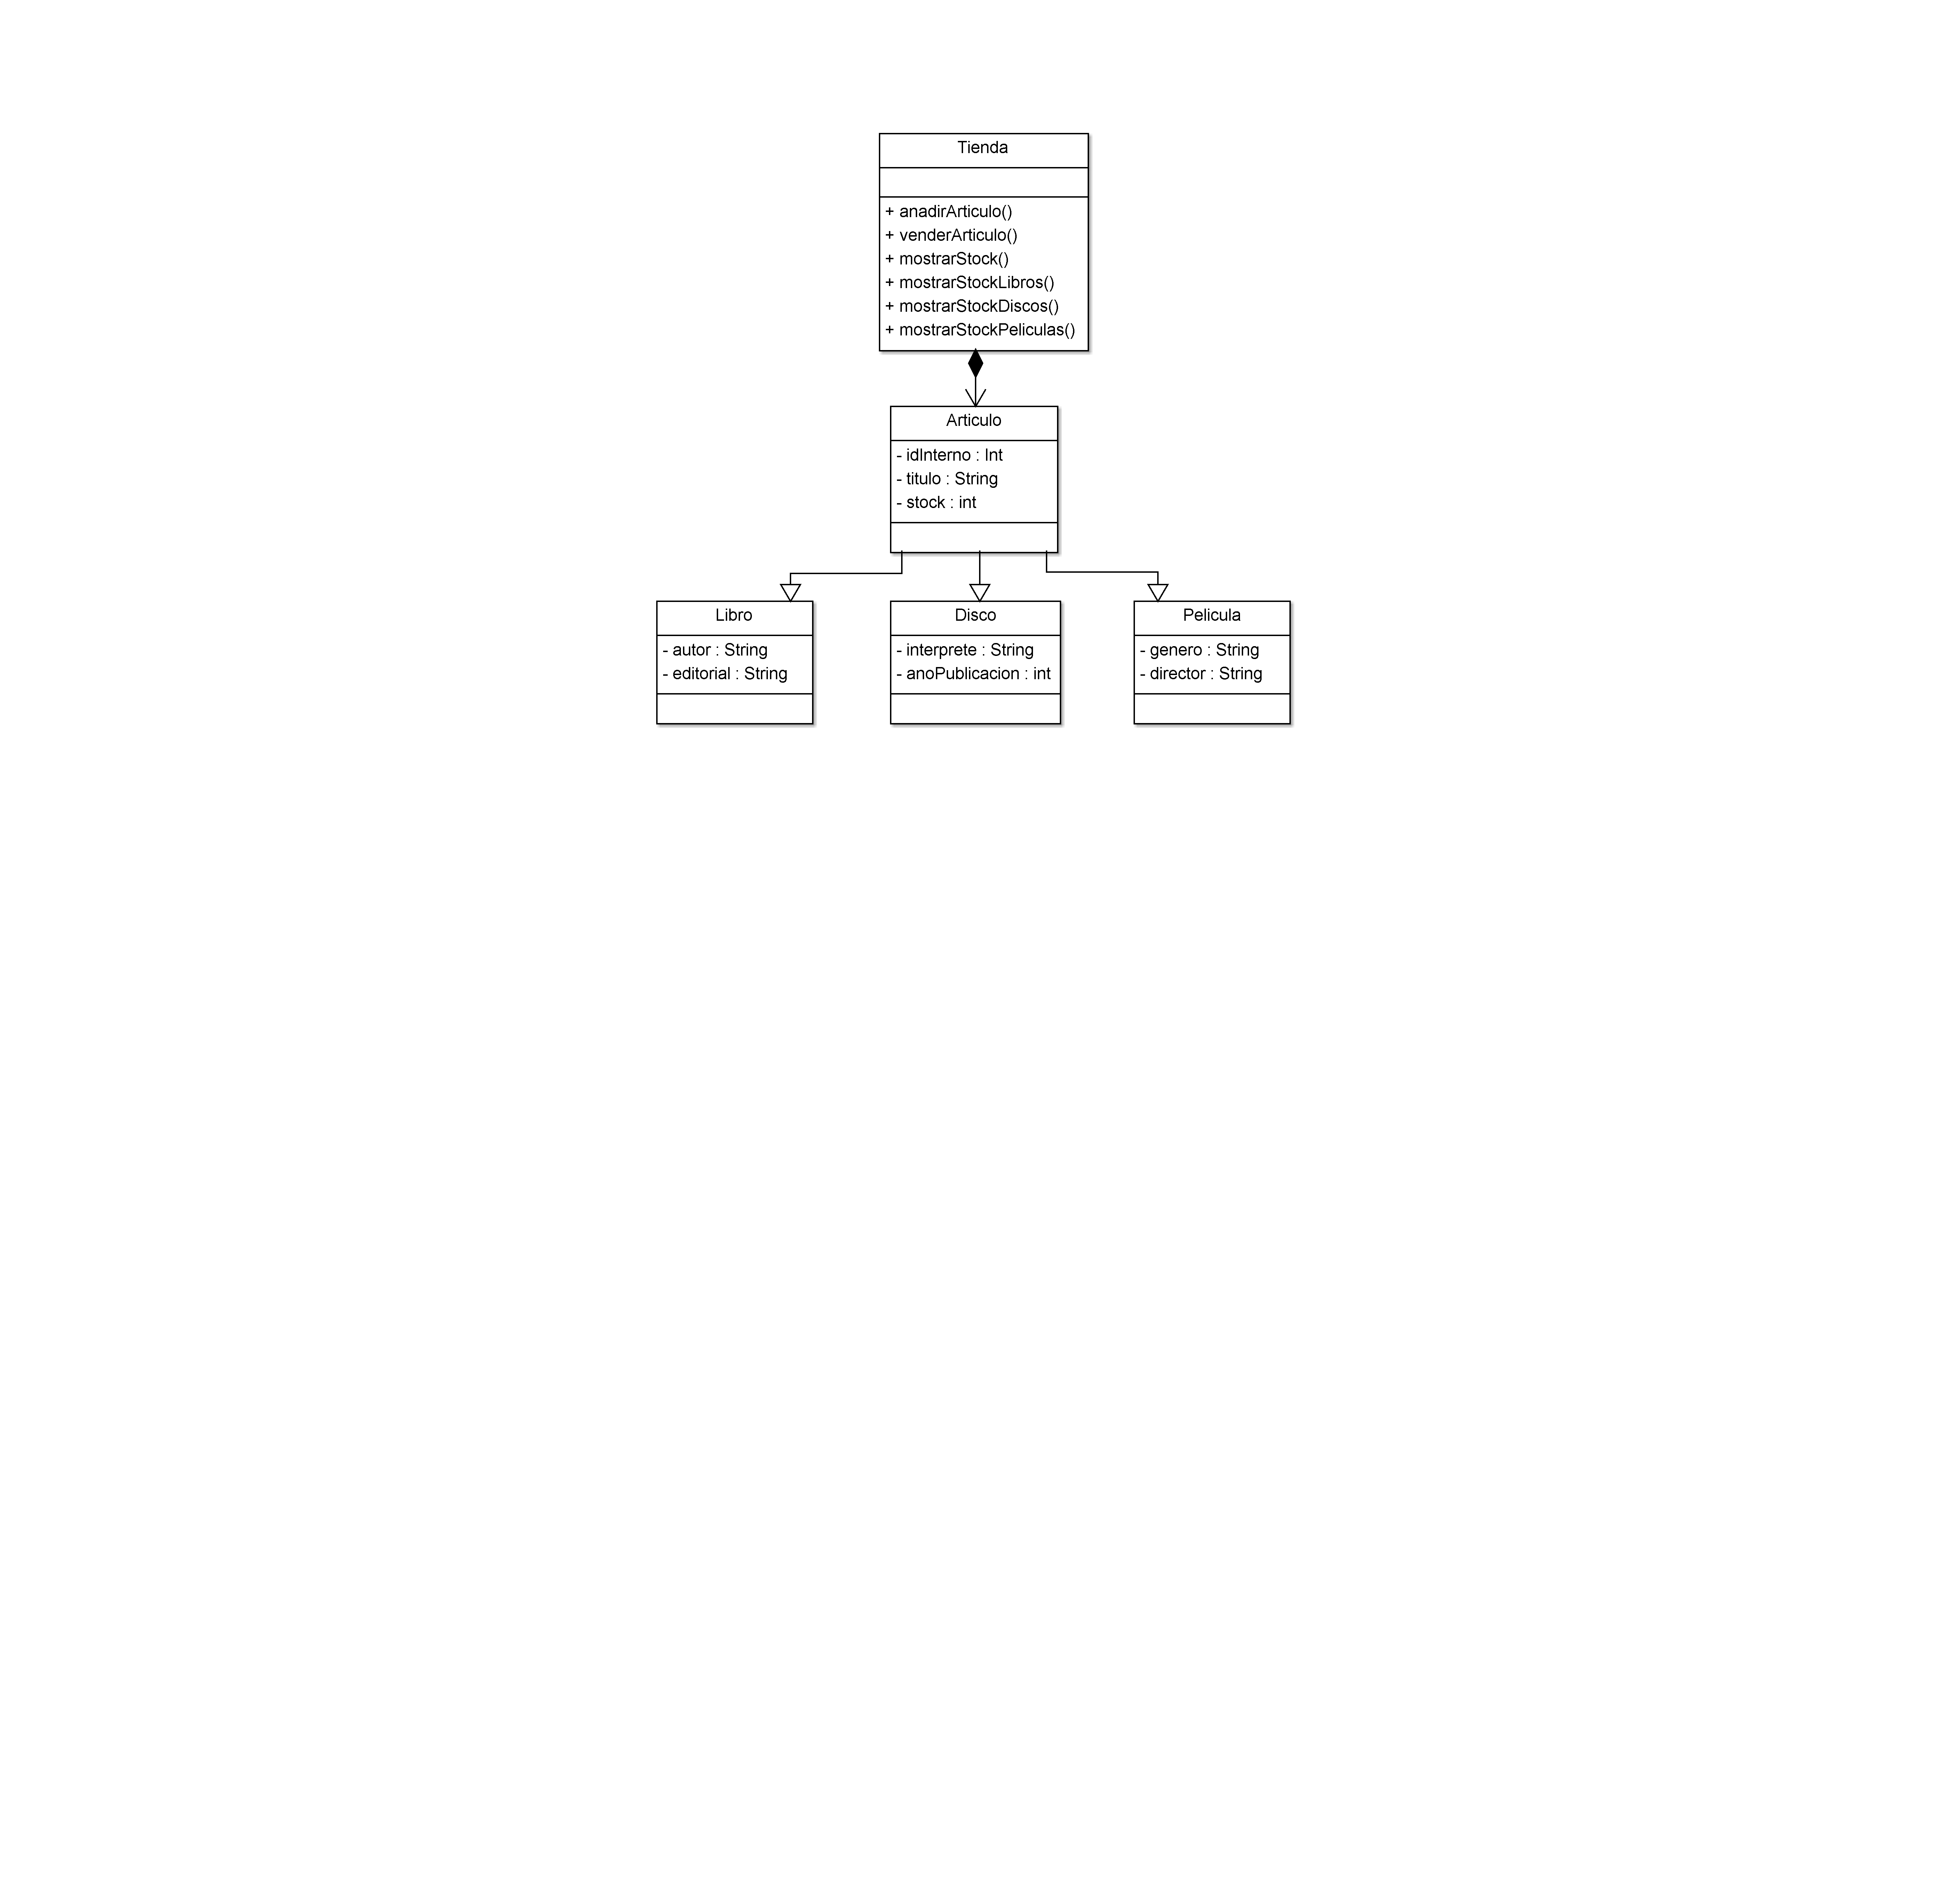 Tienda
+ anadirArticulo()
+ venderArticulo()
+ mostrarStock()
+ mostrarStockLibros()
+ mostrarStockDiscos()
+ mostrarStockPeliculas()
Articulo
- idInterno : Int
- titulo : String
- stock : int
Libro
- autor : String
- editorial : String
Disco
- interprete : String
- anoPublicacion : int
Pelicula
- genero : String
- director : String